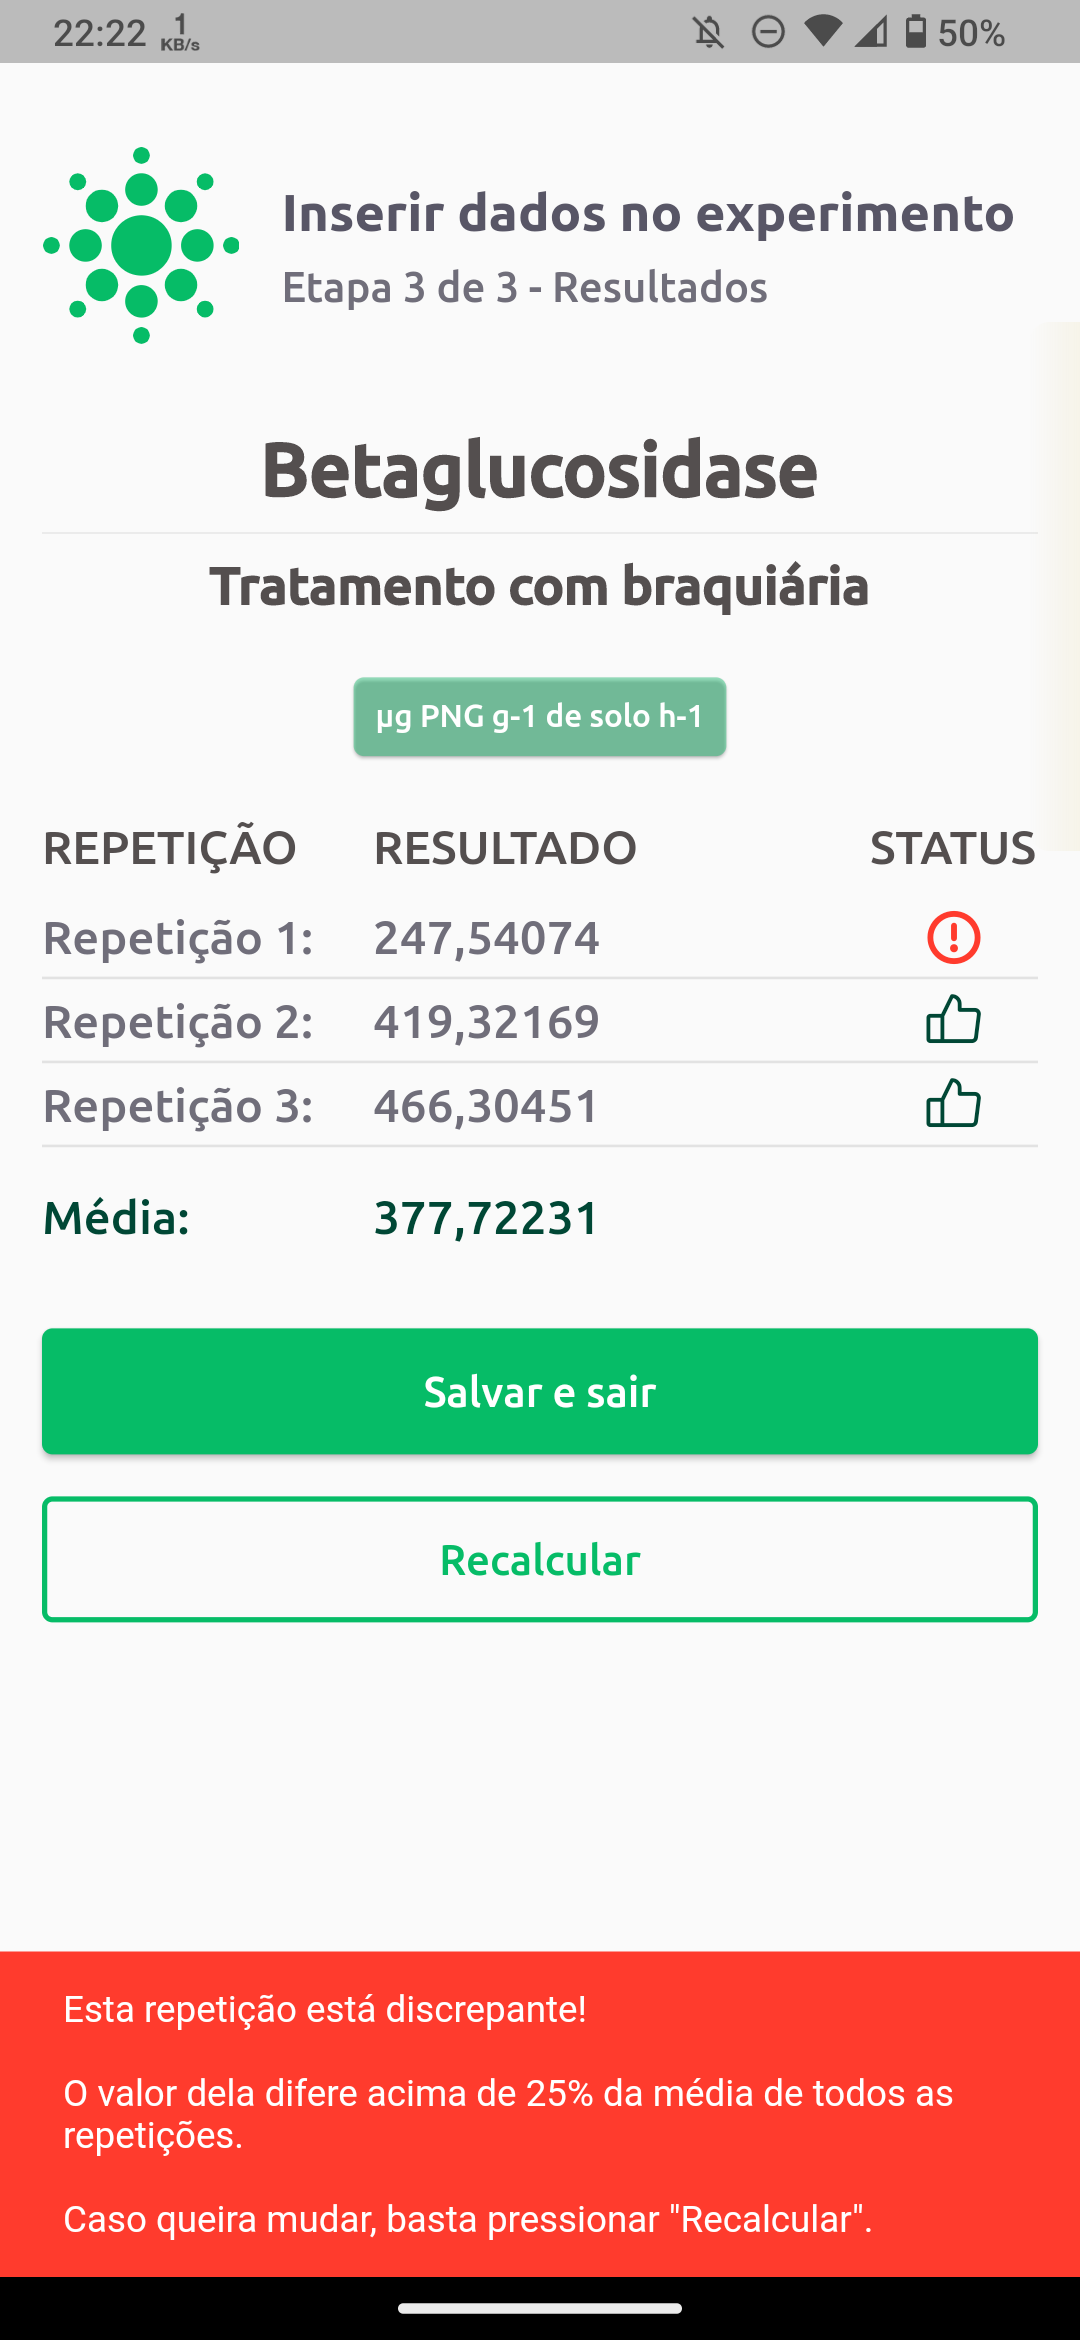 22:22 1 KB/s 50%
Inserir dados no experimento
Etapa 3 de 3 - Resultados
Betaglucosidase
Tratamento com braquiária
µg PNG g-1 de solo h-1
REPETIÇÃO RESULTADO STATUS
Repetição 1: 247,54074
Repetição 2: 419,32169
Repetição 3: 466,30451
Média: 377,72231
Salvar e sair
Recalcular
Esta repetição está discrepante!
O valor dela difere acima de 25% da média de todos as
repetições.
Caso queira mudar, basta pressionar "Recalcular".